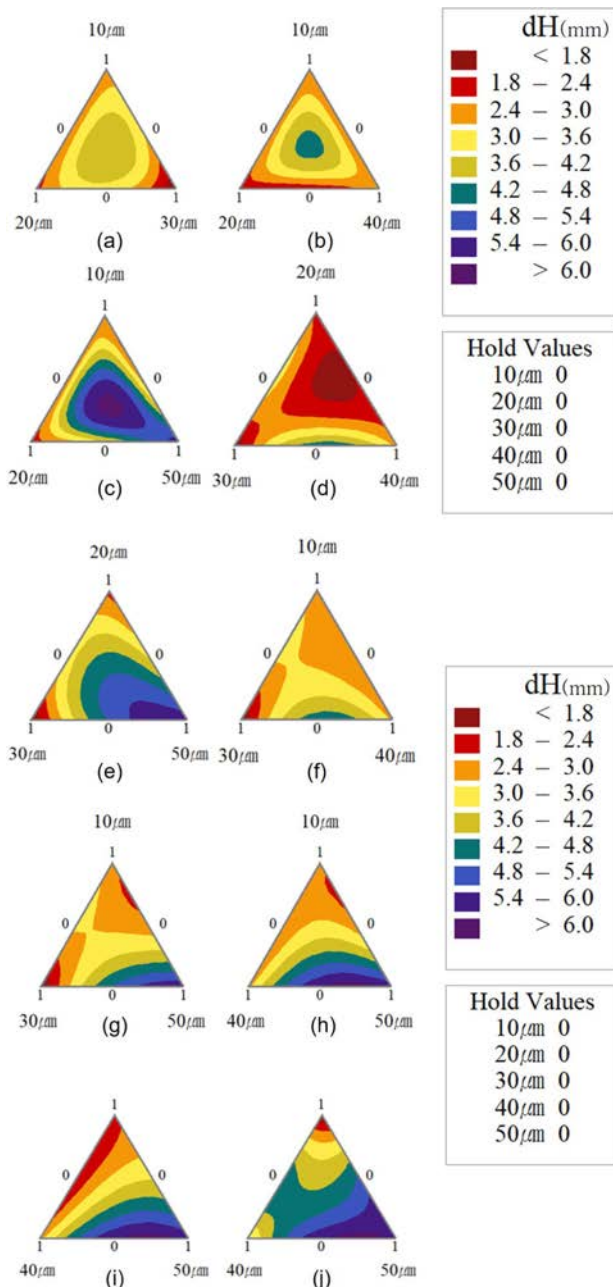 10㎛
1
0 0
1 0 1
20㎛ 30㎛
(a)
10㎛
1
0 0
1 0 1
20㎛ 40㎛
(b)
dH(mm)
< 1.8
1.8 – 2.4
2.4 – 3.0
3.0 – 3.6
3.6 – 4.2
4.2 – 4.8
4.8 – 5.4
5.4 – 6.0
> 6.0
10㎛
1
0 0
1 0 1
20㎛ 50㎛
(c)
20㎛
1
0 0
1 0 1
30㎛ 40㎛
(d)
Hold Values
10㎛ 0
20㎛ 0
30㎛ 0
40㎛ 0
50㎛ 0
20㎛
1
0 0
1 0 1
30㎛ 50㎛
(e)
10㎛
1
0 0
1 0 1
30㎛ 40㎛
(f)
dH(mm)
< 1.8
1.8 – 2.4
2.4 – 3.0
3.0 – 3.6
3.6 – 4.2
4.2 – 4.8
4.8 – 5.4
5.4 – 6.0
> 6.0
10㎛
1
0 0
1 0 1
30㎛ 50㎛
(g)
10㎛
1
0 0
1 0 1
40㎛ 50㎛
(h)
Hold Values
10㎛ 0
20㎛ 0
30㎛ 0
40㎛ 0
50㎛ 0
1
0 0
1 0 1
40㎛ 50㎛
(i)
1
0 0
1 0 1
30㎛ 50㎛
(j)